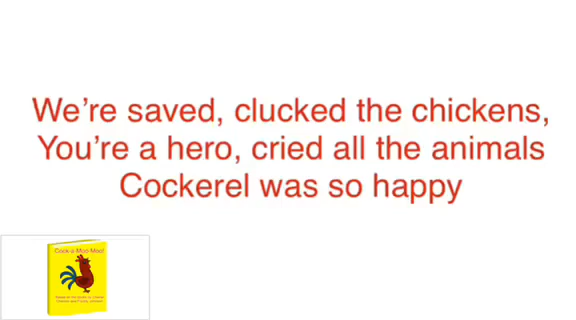 We're saved, clucked the chickens,
You're a hero, cried all the animals
Cockerel was so happy
Cock-a-Moo-Moo!